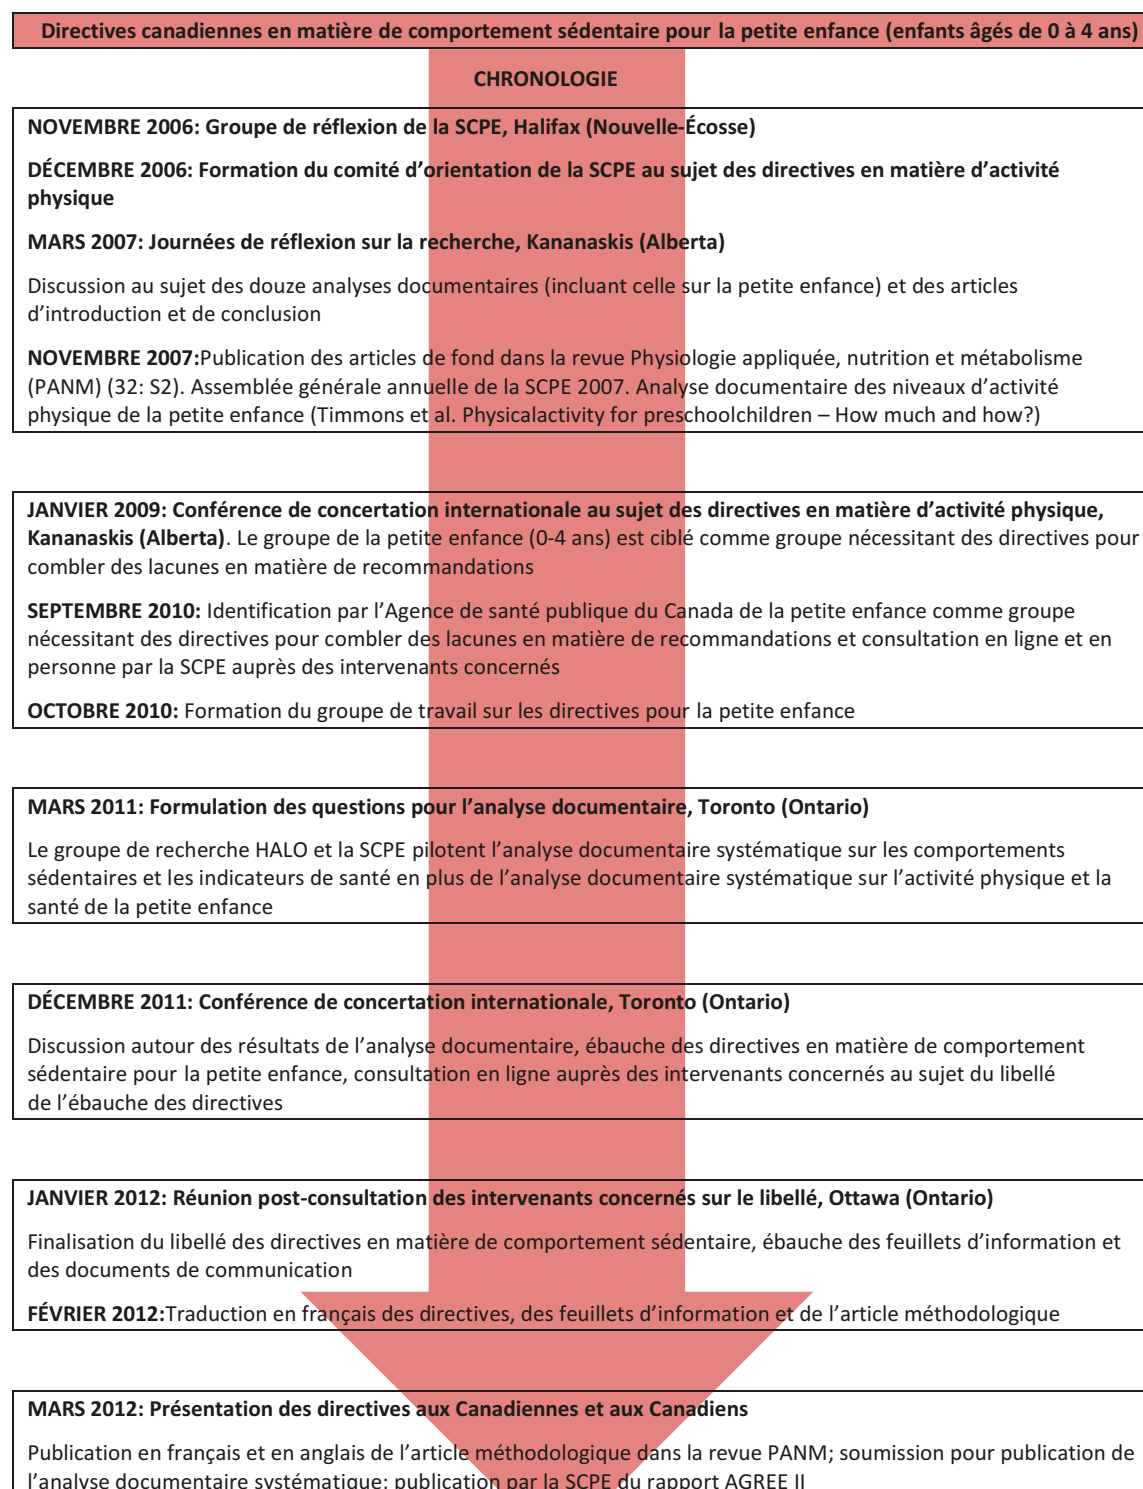 Directives canadiennes en matière de comportement sédentaire pour la petite enfance (enfants âgés de 0 à 4 ans)
CHRONOLOGIE
NOVEMBRE 2006: Groupe de réflexion de la SCPE, Halifax (Nouvelle-Écosse)
DÉCEMBRE 2006: Formation du comité d’orientation de la SCPE au sujet des directives en matière d’activité
physique
MARS 2007: Journées de réflexion sur la recherche, Kananaskis (Alberta)
Discussion au sujet des douze analyses documentaires (incluant celle sur la petite enfance) et des articles
d’introduction et de conclusion
NOVEMBRE 2007:Publication des articles de fond dans la revue Physiologie appliquée, nutrition et métabolisme
(PANM) (32: S2). Assemblée générale annuelle de la SCPE 2007. Analyse documentaire des niveaux d’activité
physique de la petite enfance (Timmons et al. Physicalactivity for preschoolchildren – How much and how?)
JANVIER 2009: Conférence de concertation internationale au sujet des directives en matière d’activité physique,
Kananaskis (Alberta). Le groupe de la petite enfance (0-4 ans) est ciblé comme groupe nécessitant des directives pour
combler des lacunes en matière de recommandations
SEPTEMBRE 2010: Identification par l’Agence de santé publique du Canada de la petite enfance comme groupe
nécessitant des directives pour combler des lacunes en matière de recommandations et consultation en ligne et en
personne par la SCPE auprès des intervenants concernés
OCTOBRE 2010: Formation du groupe de travail sur les directives pour la petite enfance
MARS 2011: Formulation des questions pour l’analyse documentaire, Toronto (Ontario)
Le groupe de recherche HALO et la SCPE pilotent l’analyse documentaire systématique sur les comportements
sédentaires et les indicateurs de santé en plus de l’analyse documentaire systématique sur l’activité physique et la
santé de la petite enfance
DÉCEMBRE 2011: Conférence de concertation internationale, Toronto (Ontario)
Discussion autour des résultats de l’analyse documentaire, ébauche des directives en matière de comportement
sédentaire pour la petite enfance, consultation en ligne auprès des intervenants concernés au sujet du libellé
de l’ébauche des directives
JANVIER 2012: Réunion post-consultation des intervenants concernés sur le libellé, Ottawa (Ontario)
Finalisation du libellé des directives en matière de comportement sédentaire, ébauche des feuillets d’information et
des documents de communication
FÉVRIER 2012:Traduction en français des directives, des feuillets d’information et de l’article méthodologique
MARS 2012: Présentation des directives aux Canadiennes et aux Canadiens
Publication en français et en anglais de l’article méthodologique dans la revue PANM; soumission pour publication de
l’analyse documentaire systématique; publication par la SCPE du rapport AGREE II